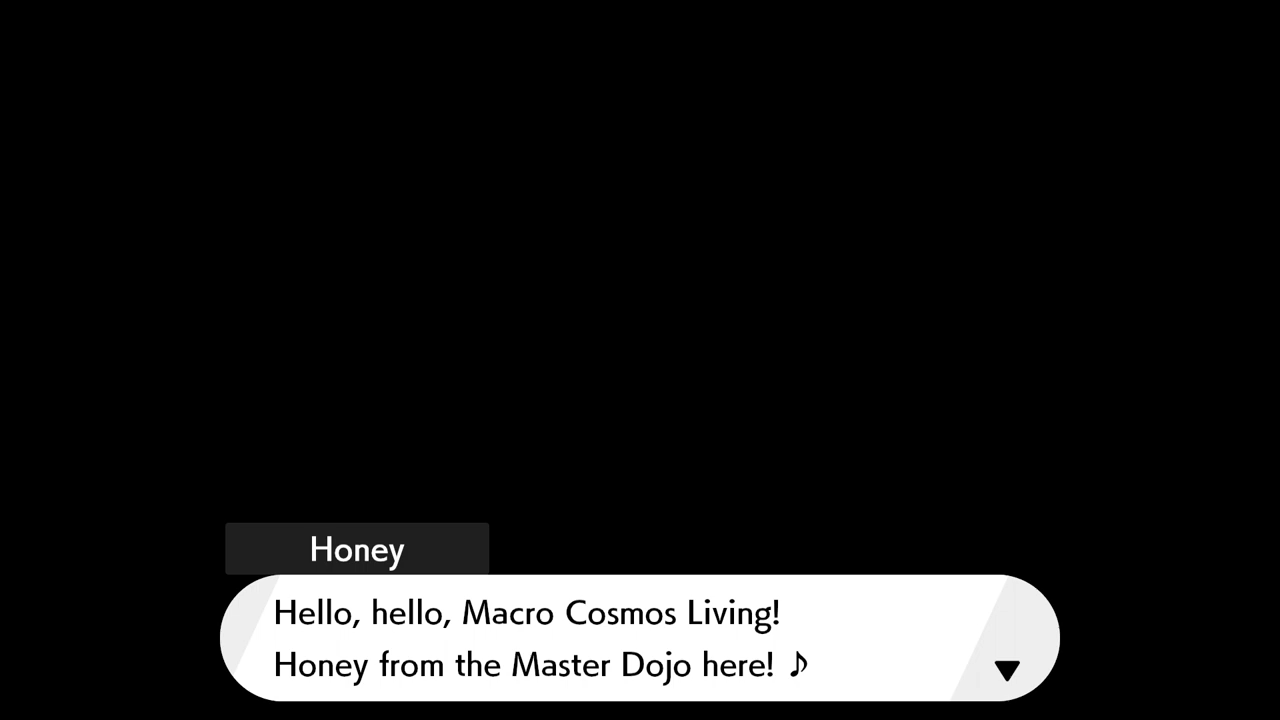 Honey
Hello, hello, Macro Cosmos Living!
Honey from the Master Dojo here! ♪